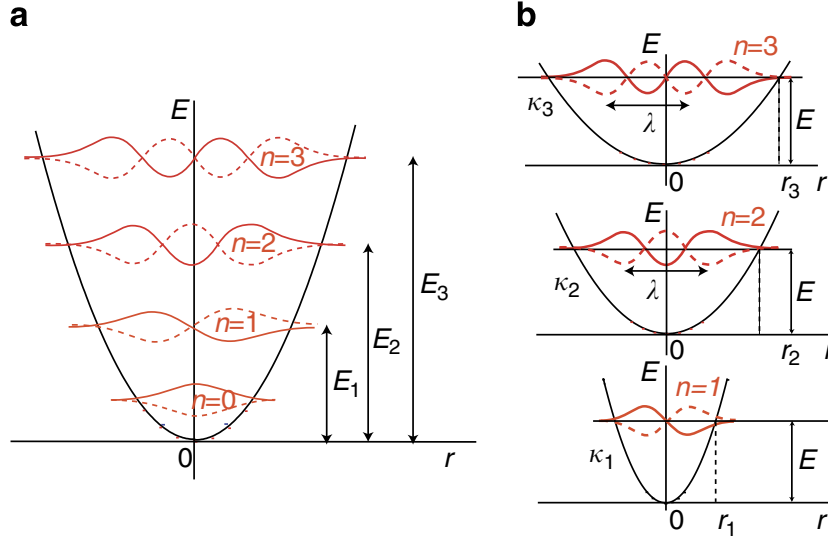 a
E
n=3
n=2
n=1
n=0
E₁
E₂
E₃
0
r
b
E
n=3
κ₃
λ
E
0
r₃
r
E
n=2
κ₂
λ
E
0
r₂
r
E
n=1
κ₁
E
0
r₁
r